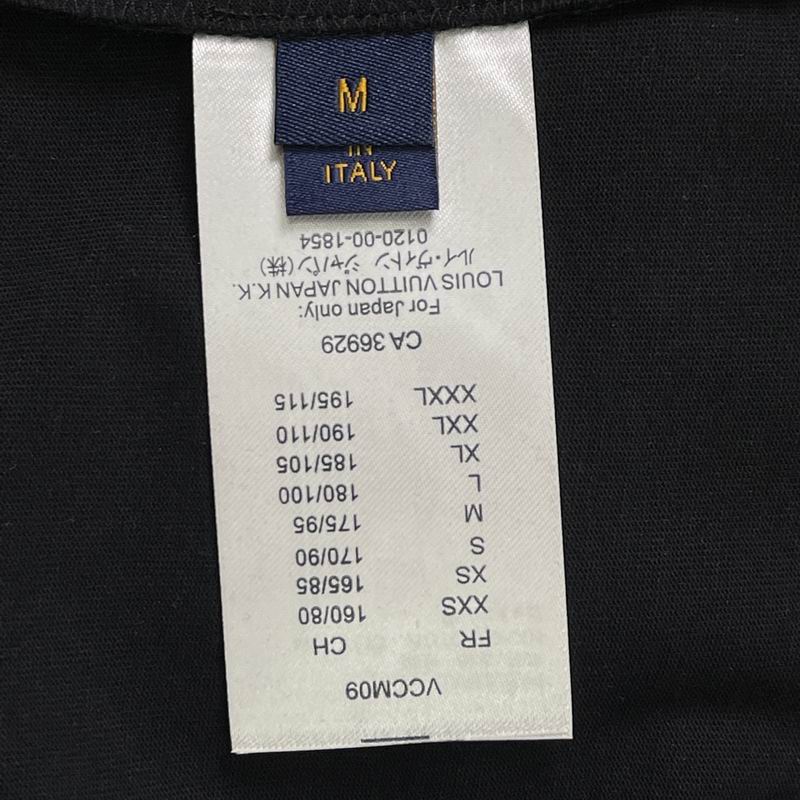 M
IN
ITALY
VCCM09
FR CH
XXS 160/80
XS 165/85
S 170/90
M 175/95
L 180/100
XL 185/105
XXL 190/110
XXXL 195/115
CA 36929
For Japan only:
LOUIS VUITTON JAPAN K.K.
ルイ・ヴィトン ジャパン(株)
0120-00-1854